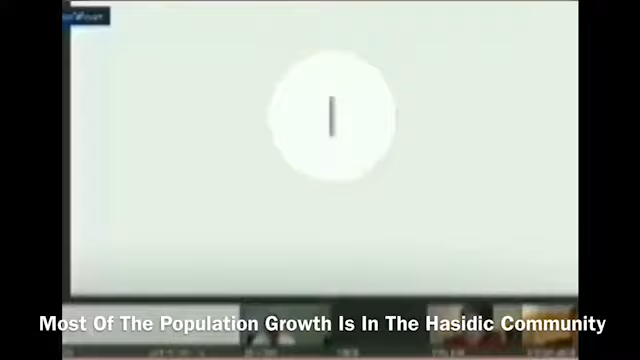 I
Most Of The Population Growth Is In The Hasidic Community